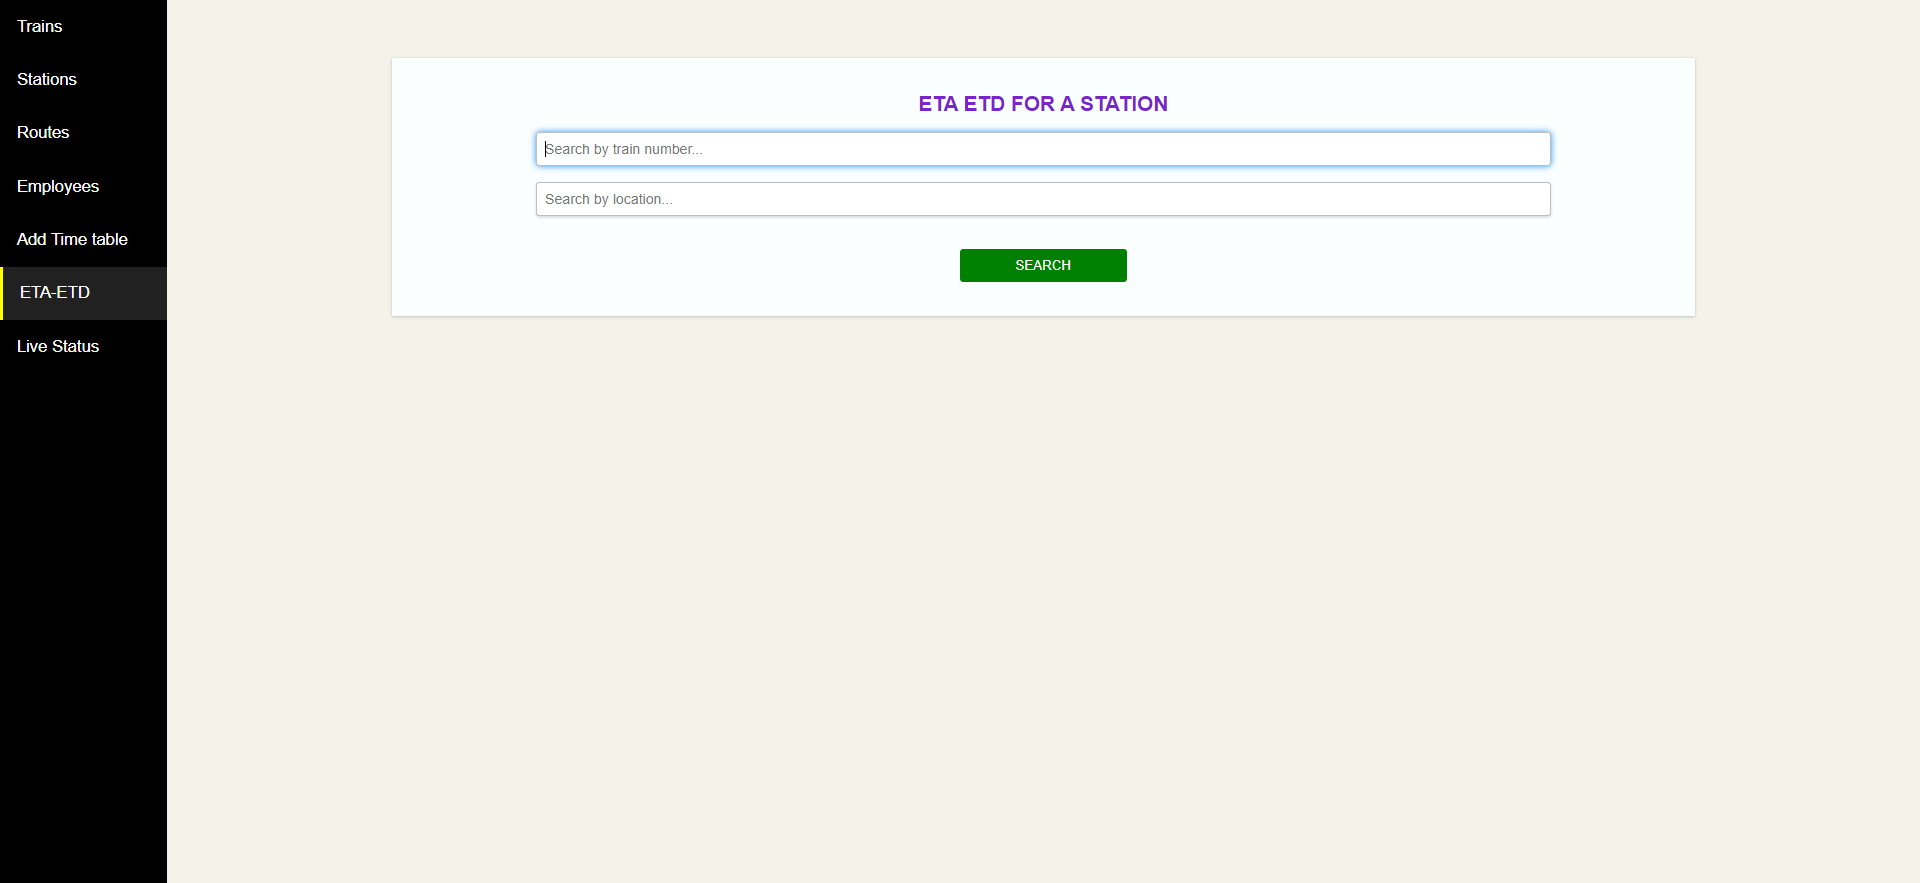 Trains
Stations
Routes
Employees
Add Time table
ETA-ETD
Live Status
ETA ETD FOR A STATION
Search by train number...
Search by location...
SEARCH